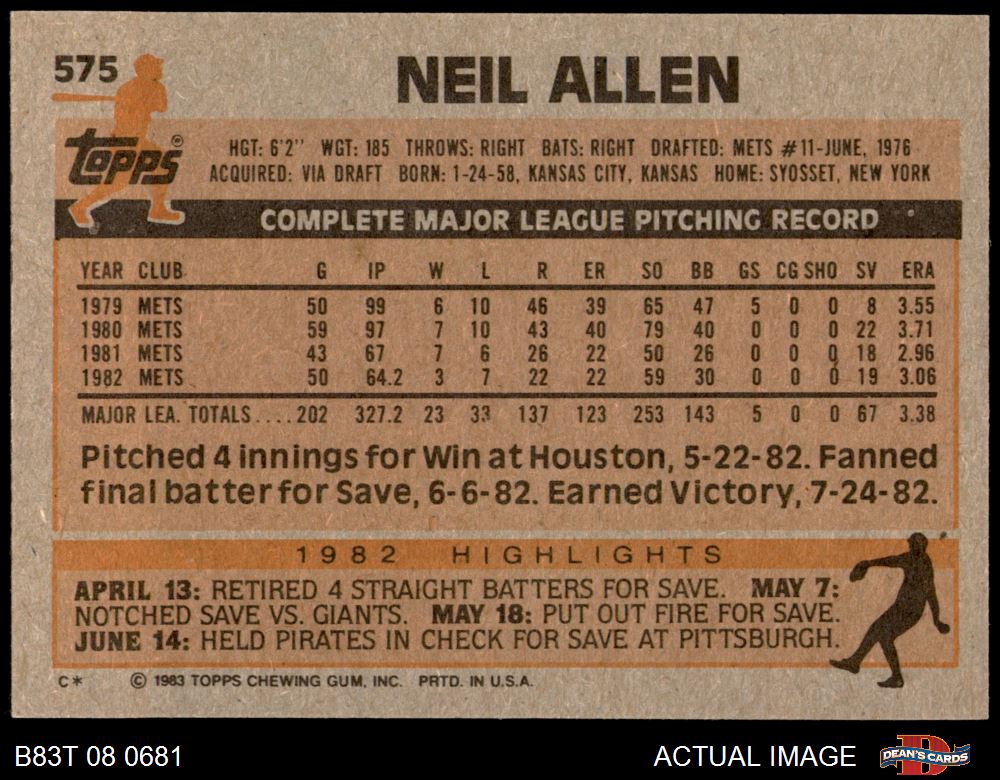 575
NEIL ALLEN
Topps®
HGT: 6'2" WGT: 185 THROWS: RIGHT BATS: RIGHT DRAFTED: METS #11-JUNE, 1976
ACQUIRED: VIA DRAFT BORN: 1-24-58, KANSAS CITY, KANSAS HOME: SYOSSET, NEW YORK
COMPLETE MAJOR LEAGUE PITCHING RECORD
YEAR CLUB G IP W L R ER SO BB GS CG SHO SV ERA
1979 METS 50 99 6 10 46 39 65 47 5 0 0 8 3.55
1980 METS 59 97 7 10 43 40 79 40 0 0 0 22 3.71
1981 METS 43 67 7 6 26 22 50 26 0 0 0 18 2.96
1982 METS 50 64.2 3 7 22 22 59 30 0 0 0 19 3.06
MAJOR LEA. TOTALS.... 202 327.2 23 33 137 123 253 143 5 0 0 67 3.38
Pitched 4 innings for Win at Houston, 5-22-82. Fanned
final batter for Save, 6-6-82. Earned Victory, 7-24-82.
1982 HIGHLIGHTS
APRIL 13: RETIRED 4 STRAIGHT BATTERS FOR SAVE. MAY 7:
NOTCHED SAVE VS. GIANTS. MAY 18: PUT OUT FIRE FOR SAVE.
JUNE 14: HELD PIRATES IN CHECK FOR SAVE AT PITTSBURGH.
C* © 1983 TOPPS CHEWING GUM, INC. PRTD. IN U.S.A.
B83T 08 0681 ACTUAL IMAGE DEAN'S CARDS